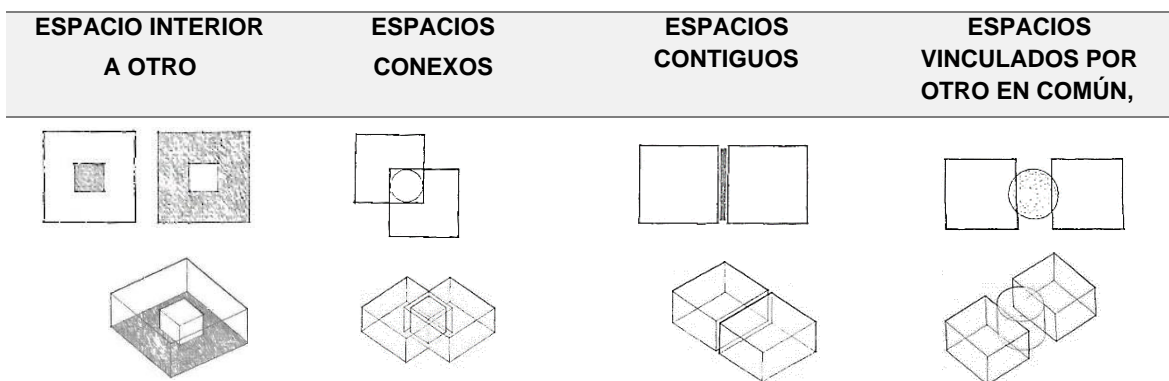 ESPACIO INTERIOR
A OTRO
ESPACIOS
CONEXOS
ESPACIOS
CONTIGUOS
ESPACIOS
VINCULADOS POR
OTRO EN COMÚN,